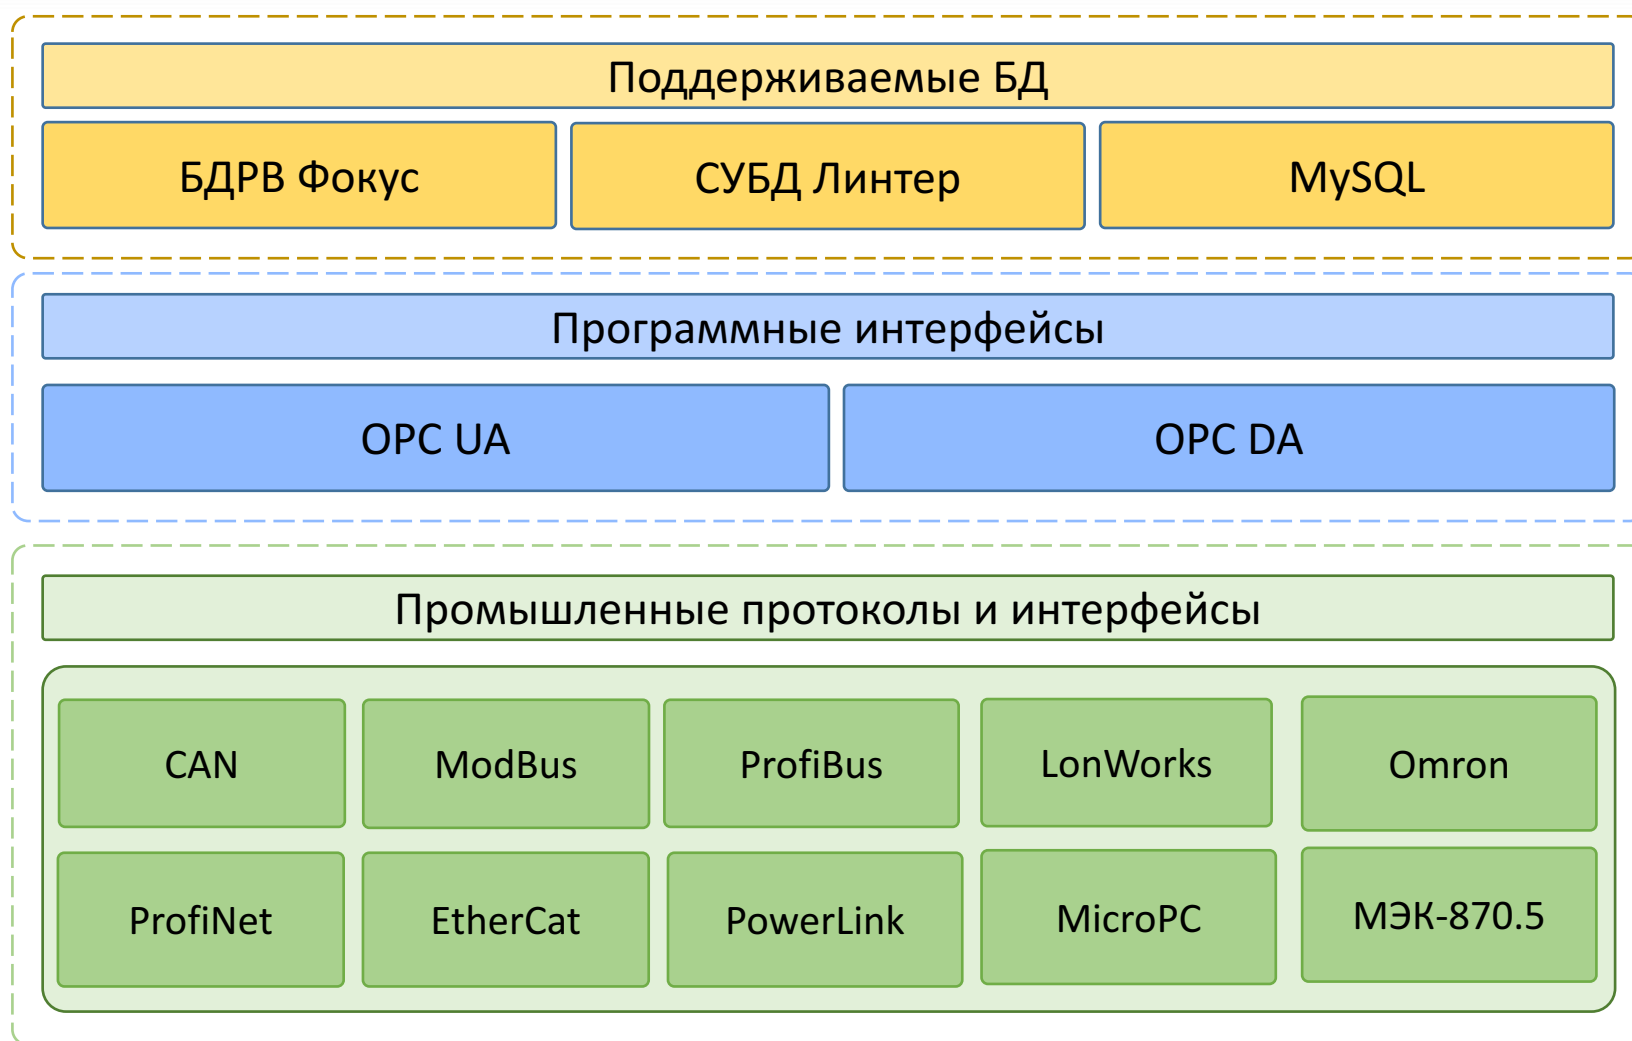 Поддерживаемые БД
БДРВ Фокус
СУБД Линтер
MySQL
Программные интерфейсы
OPC UA
OPC DA
Промышленные протоколы и интерфейсы
CAN
ModBus
ProfiBus
LonWorks
Omron
ProfiNet
EtherCat
PowerLink
MicroPC
МЭК-870.5